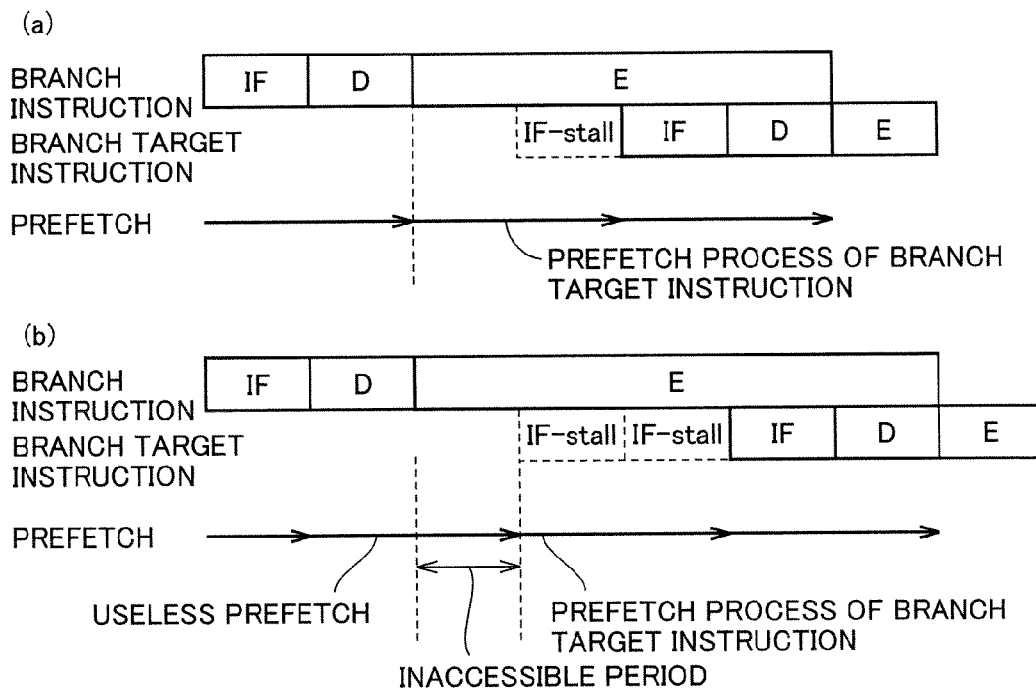 (a)
BRANCH
INSTRUCTION
IF D E
BRANCH TARGET
INSTRUCTION
IF-stall IF D E
PREFETCH
PREFETCH PROCESS OF BRANCH
TARGET INSTRUCTION
(b)
BRANCH
INSTRUCTION
IF D E
BRANCH TARGET
INSTRUCTION
IF-stall IF-stall IF D E
PREFETCH
USELESS PREFETCH
PREFETCH PROCESS OF BRANCH
TARGET INSTRUCTION
INACCESSIBLE PERIOD